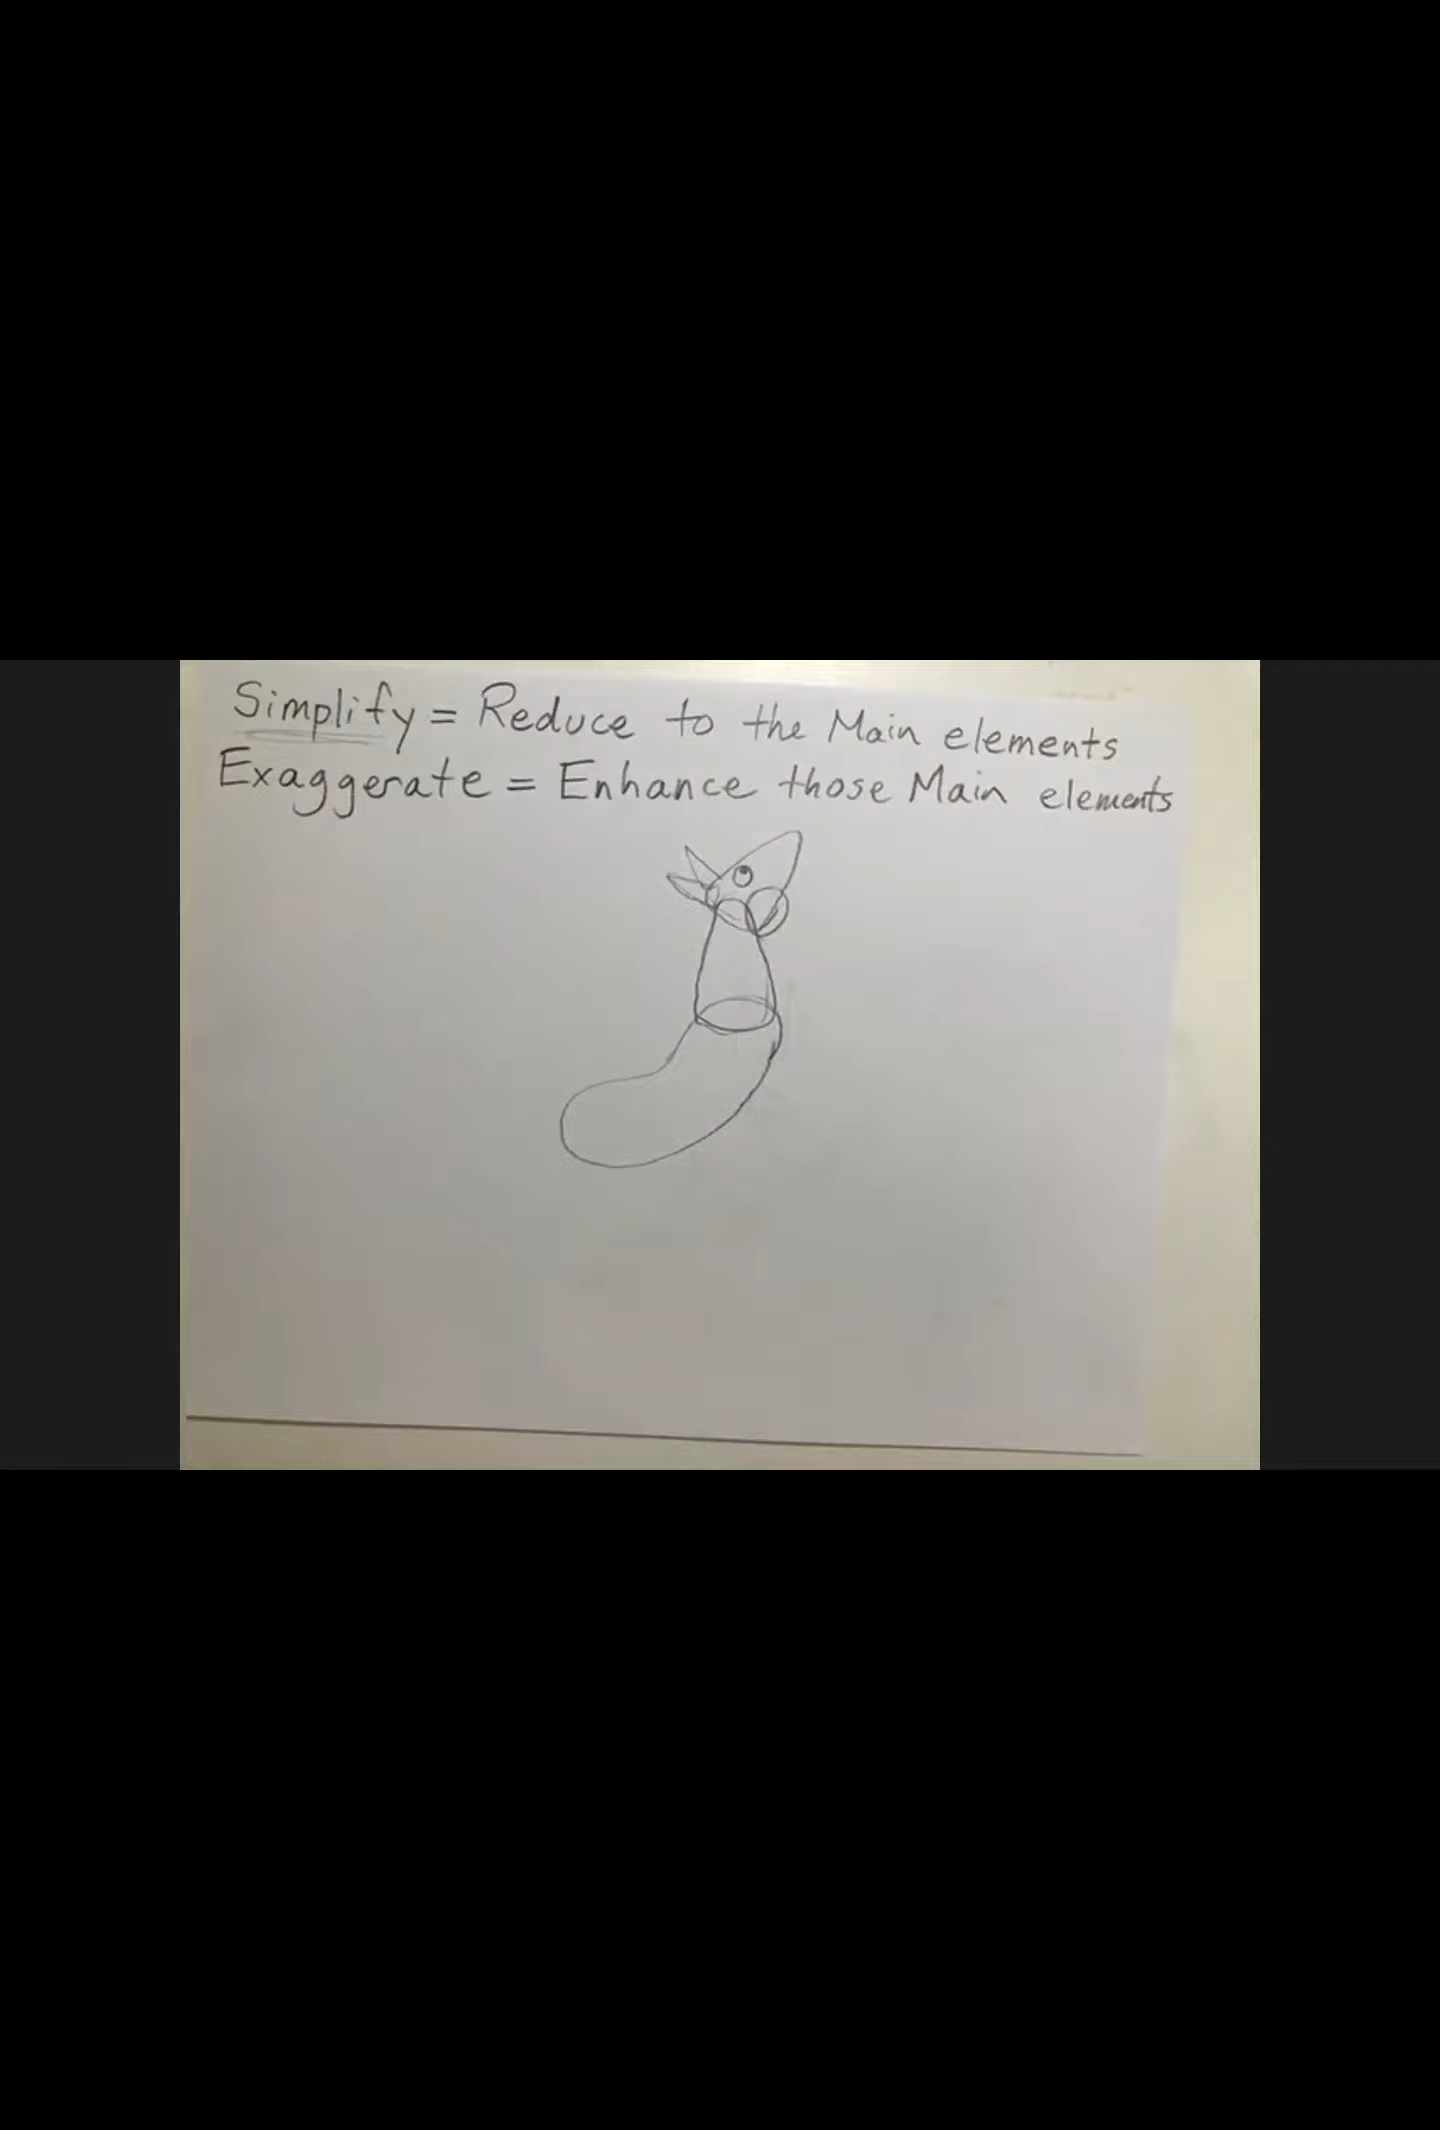 Simplify = Reduce to the Main elements
Exaggerate = Enhance those Main elements